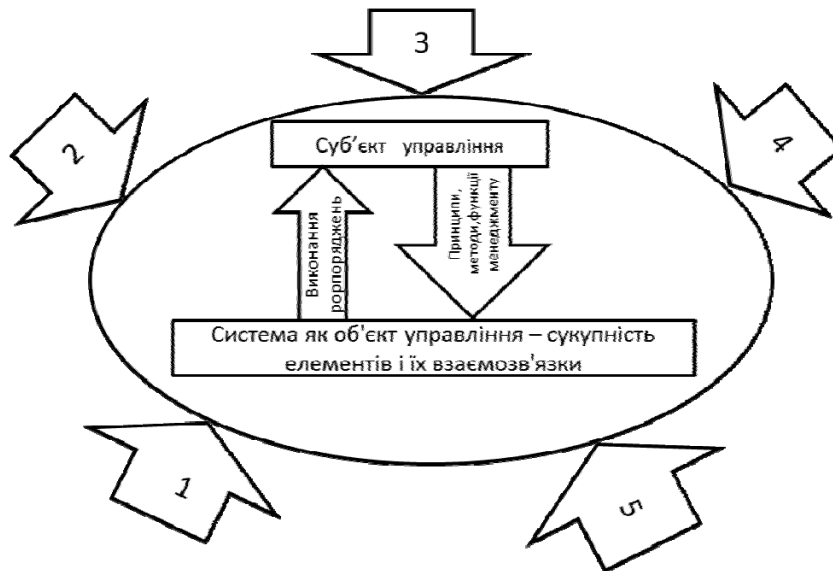 3
2
4
Суб’єкт управління
Виконання
рорпоряджень
Принципи,
методи,функції
менеджменту
Система як об'єкт управління – сукупність
елементів і їх взаємозв'язки
1
5